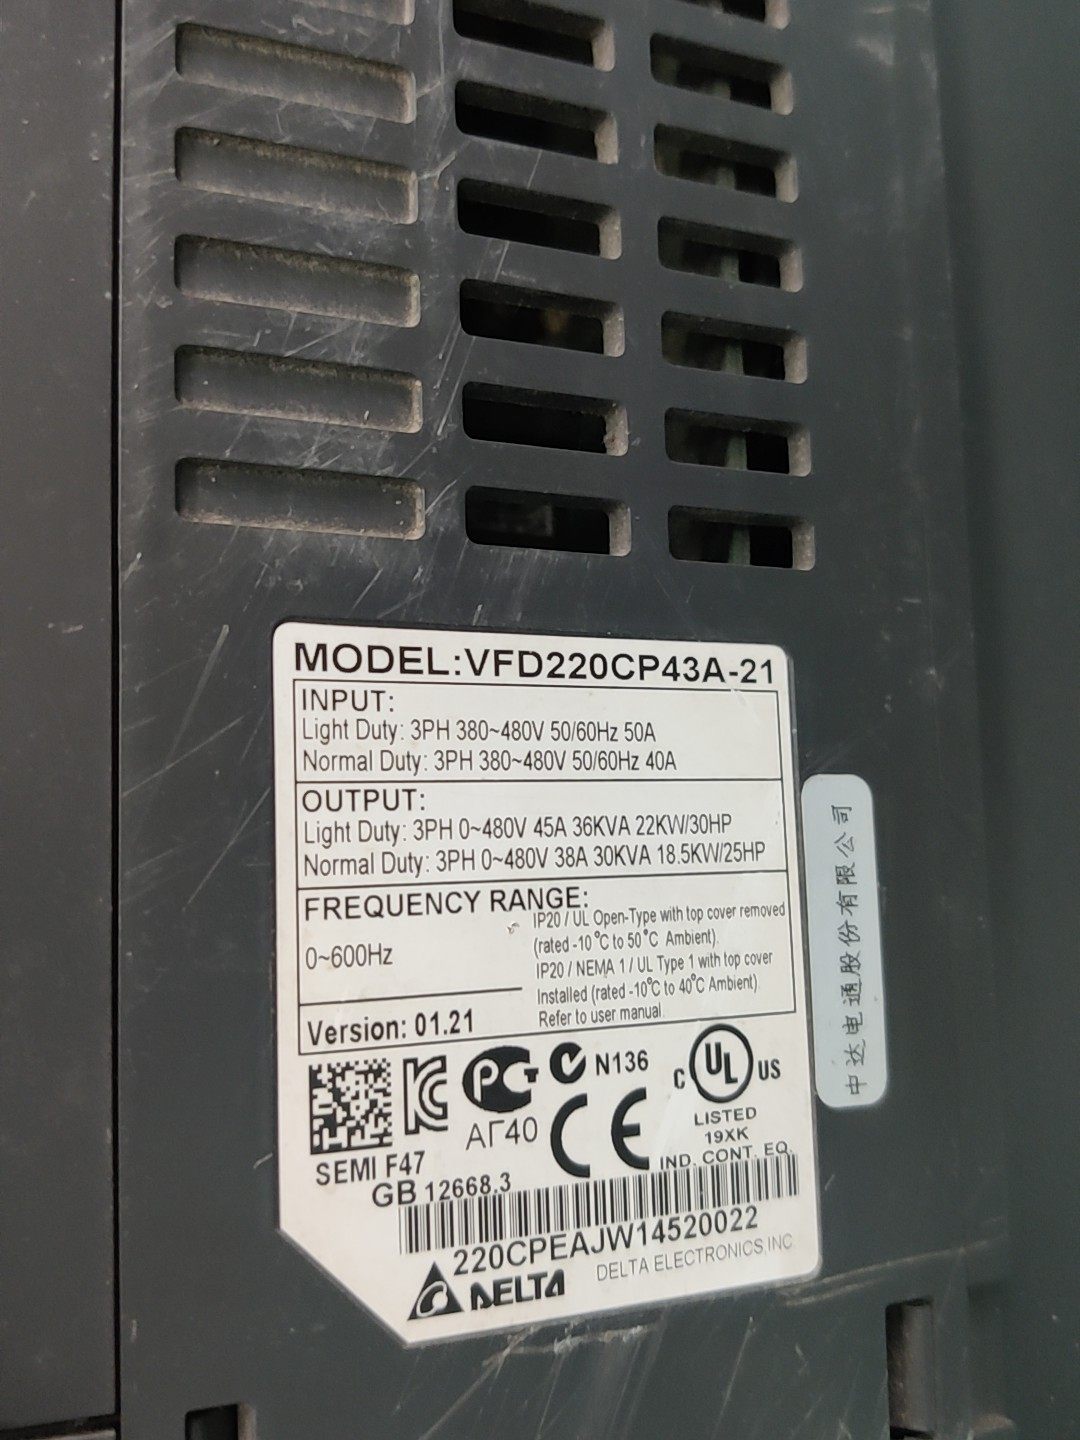 MODEL:VFD220CP43A-21
INPUT:
Light Duty: 3PH 380~480V 50/60Hz 50A
Normal Duty: 3PH 380~480V 50/60Hz 40A
OUTPUT:
Light Duty: 3PH 0~480V 45A 36KVA 22KW/30HP
Normal Duty: 3PH 0~480V 38A 30KVA 18.5KW/25HP
FREQUENCY RANGE:
0~600Hz
IP20 / UL Open-Type with top cover removed
(rated -10°C to 50°C Ambient).
IP20 / NEMA 1 / UL Type 1 with top cover
Installed (rated -10°C to 40°C Ambient)
Refer to user manual.
Version: 01.21
KC
PCT
АГ40
N136
CE
C UL US
LISTED
19XK
IND. CONT. EQ.
SEMI F47
GB 12668.3
220CPEAJW14520022
DELTA
DELTA ELECTRONICS,INC.
中达电通股份有限公司